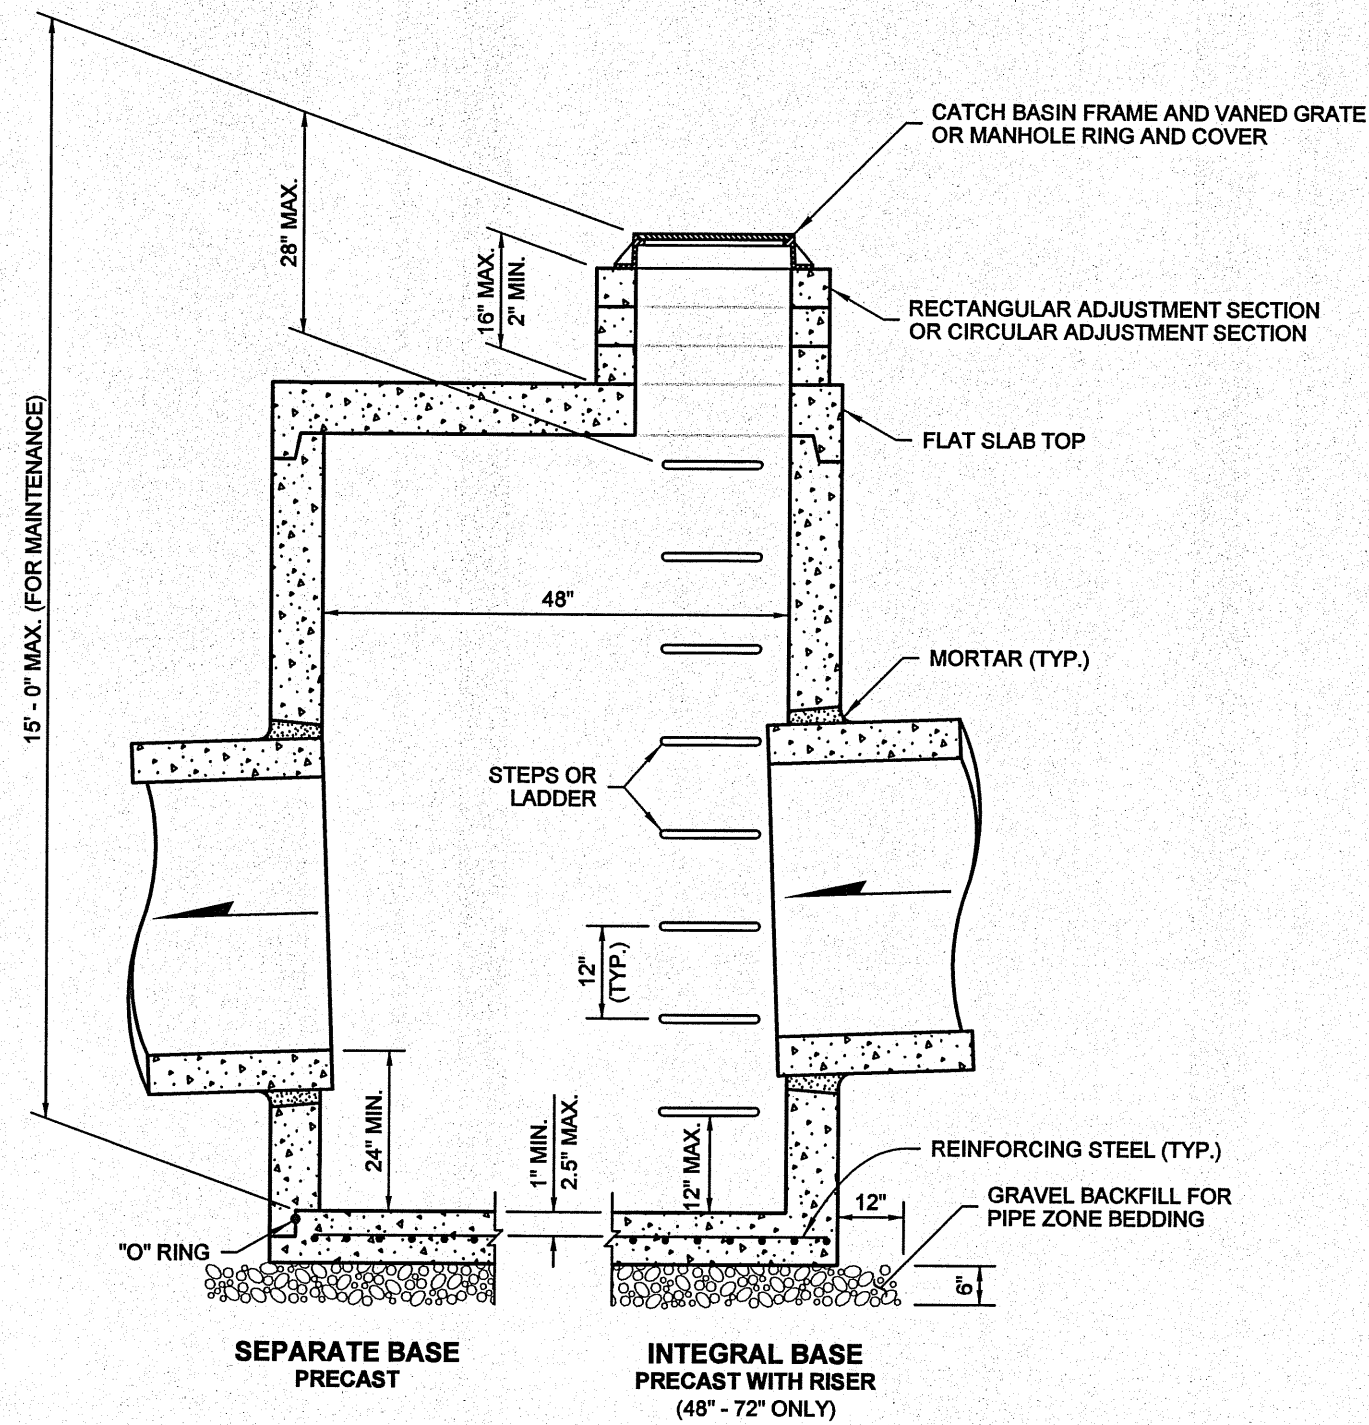 CATCH BASIN FRAME AND VANED GRATE
OR MANHOLE RING AND COVER
28" MAX.
16" MAX.
2" MIN.
RECTANGULAR ADJUSTMENT SECTION
OR CIRCULAR ADJUSTMENT SECTION
FLAT SLAB TOP
15' - 0" MAX. (FOR MAINTENANCE)
48"
MORTAR (TYP.)
STEPS OR
LADDER
12"
(TYP.)
24" MIN.
1" MIN.
2.5" MAX.
12" MAX.
REINFORCING STEEL (TYP.)
12"
GRAVEL BACKFILL FOR
PIPE ZONE BEDDING
"O" RING
6"
SEPARATE BASE
PRECAST
INTEGRAL BASE
PRECAST WITH RISER
(48" - 72" ONLY)